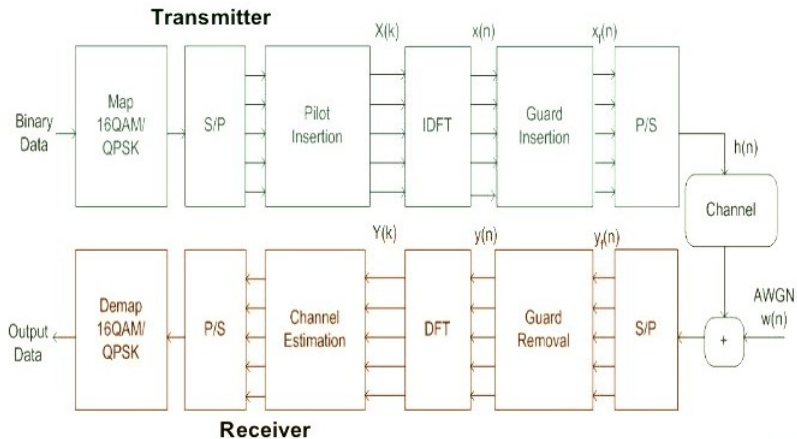 Transmitter
X(k)
x(n)
x_f(n)
Binary
Data
Map
16QAM/
QPSK
S/P
Pilot
Insertion
IDFT
Guard
Insertion
P/S
h(n)
Channel
AWGN
w(n)
+
Y(k)
y(n)
y_f(n)
Output
Data
Demap
16QAM/
QPSK
P/S
Channel
Estimation
DFT
Guard
Removal
S/P
Receiver